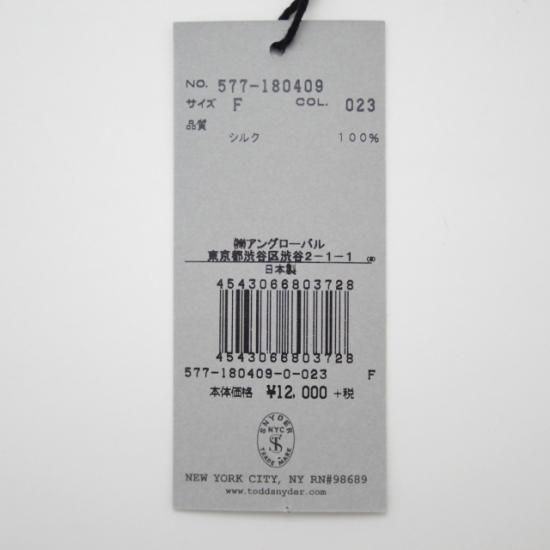 NO. 577-180409
サイズ F COL. 023
品質
シルク 100%
㈱アングローバル
東京都渋谷区渋谷2-1-1
日本製
4543066803728
4543066803728
577-180409-0-023 F
本体価格 ¥12,000 +税
SNYDER
NYC
TS
TRADE MARK
NEW YORK CITY, NY RN#98689
www.toddsnyder.com